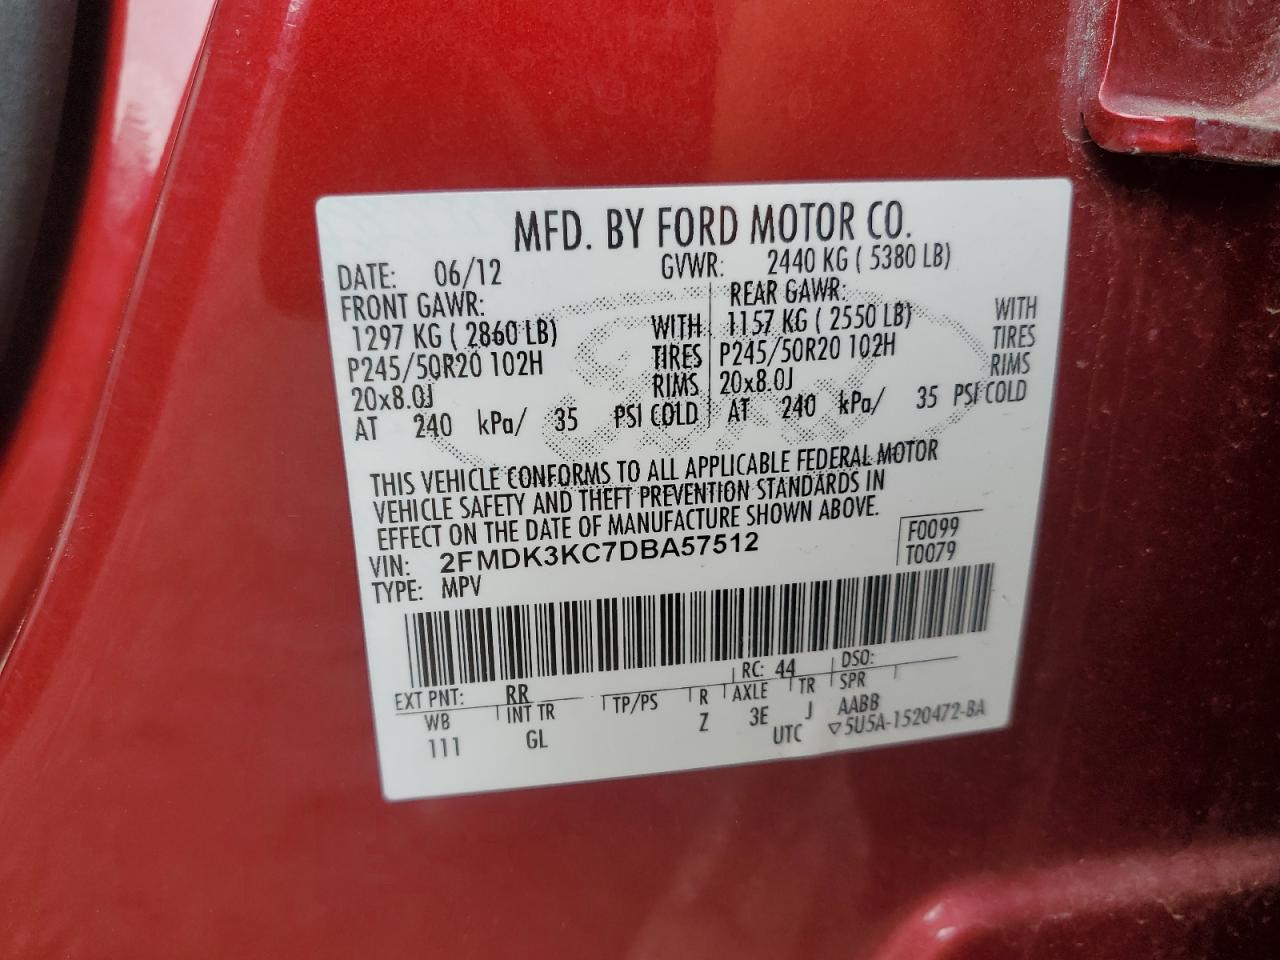 MFD. BY FORD MOTOR CO.
DATE: 06/12 GVWR: 2440 KG ( 5380 LB)
FRONT GAWR: REAR GAWR:
1297 KG ( 2860 LB) WITH 1157 KG ( 2550 LB) WITH
P245/50R20 102H TIRES P245/50R20 102H TIRES
20x8.0J RIMS 20x8.0J RIMS
AT 240 kPa/ 35 PSI COLD AT 240 kPa/ 35 PSI COLD
THIS VEHICLE CONFORMS TO ALL APPLICABLE FEDERAL MOTOR
VEHICLE SAFETY AND THEFT PREVENTION STANDARDS IN
EFFECT ON THE DATE OF MANUFACTURE SHOWN ABOVE.
F0099
VIN: 2FMDK3KC7DBA57512 T0079
TYPE: MPV
EXT PNT: RR RC: 44 DSO:
WB INT TR TP/PS R AXLE TR SPR
111 GL Z 3E J AABB
UTC ▽5U5A-1520472-BA